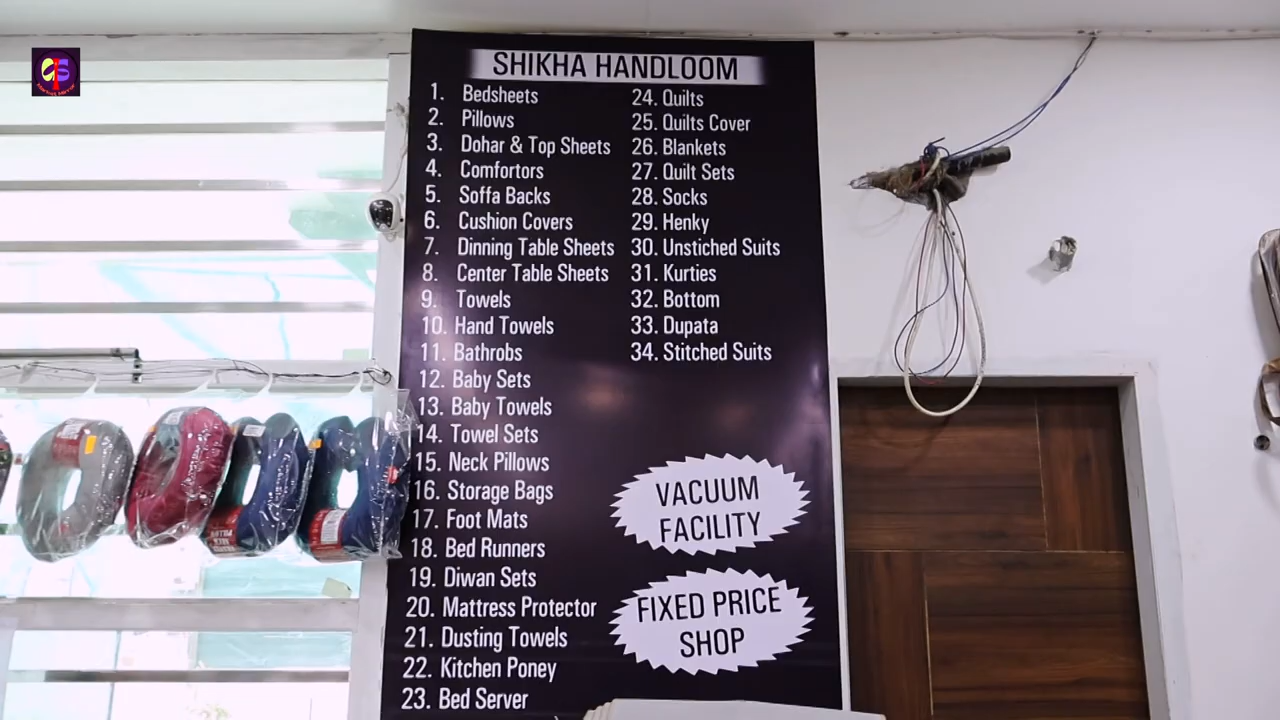 SHIKHA HANDLOOM
1. Bedsheets
2. Pillows
3. Dohar & Top Sheets
4. Comfortors
5. Soffa Backs
6. Cushion Covers
7. Dinning Table Sheets
8. Center Table Sheets
9. Towels
10. Hand Towels
11. Bathrobs
12. Baby Sets
13. Baby Towels
14. Towel Sets
15. Neck Pillows
16. Storage Bags
17. Foot Mats
18. Bed Runners
19. Diwan Sets
20. Mattress Protector
21. Dusting Towels
22. Kitchen Poney
23. Bed Server
24. Quilts
25. Quilts Cover
26. Blankets
27. Quilt Sets
28. Socks
29. Henky
30. Unstiched Suits
31. Kurties
32. Bottom
33. Dupata
34. Stitched Suits
VACUUM
FACILITY
FIXED PRICE
SHOP